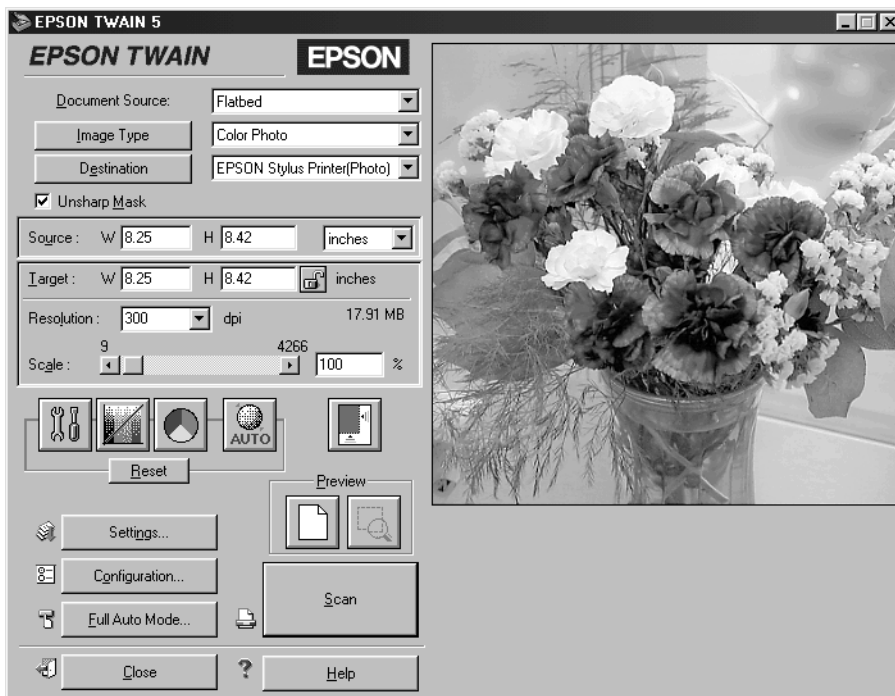 EPSON TWAIN 5
EPSON TWAIN EPSON
Document Source: Flatbed
Image Type Color Photo
Destination EPSON Stylus Printer(Photo)
Unsharp Mask
Source : W 8.25 H 8.42 inches
Target : W 8.25 H 8.42 inches
Resolution : 300 dpi 17.91 MB
9 4266
Scale : 100 %
AUTO
Reset
Preview
Settings...
Configuration...
Scan
Full Auto Mode...
Close ? Help